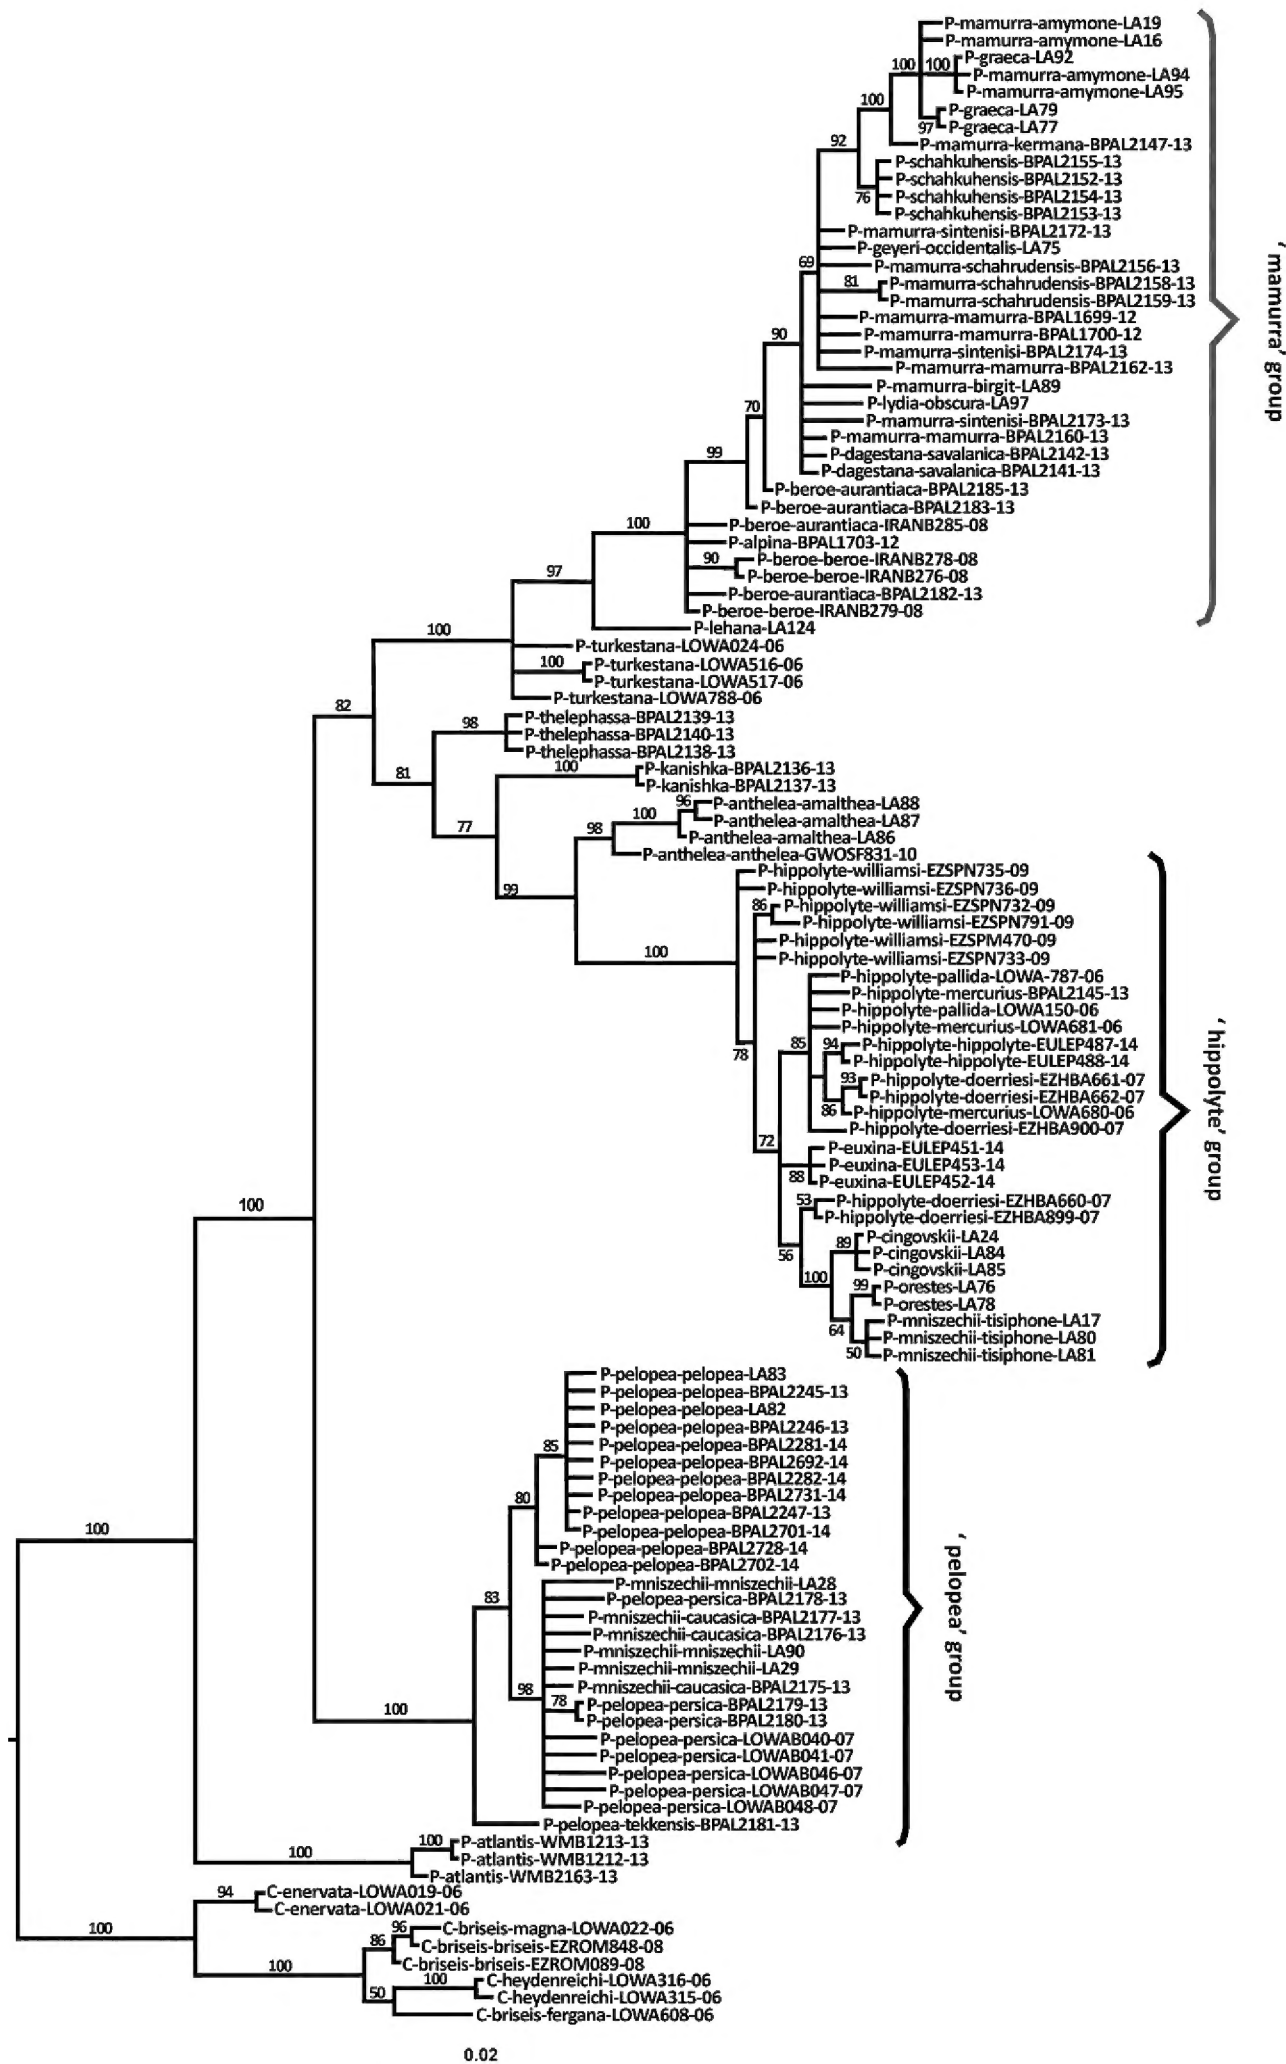 P-mamurra-amymone-LA19
P-mamurra-amymone-LA16
P-graeca-LA92
100 100
P-mamurra-amymone-LA94
P-mamurra-amymone-LA95
100
P-graeca-LA79
97 P-graeca-LA77
92
P-mamurra-kermana-BPAL2147-13
P-schahkuhensis-BPAL2155-13
P-schahkuhensis-BPAL2152-13
76 P-schahkuhensis-BPAL2154-13
P-schahkuhensis-BPAL2153-13
P-mamurra-sintenisi-BPAL2172-13
P-geyeri-occidentalis-LA75
69 P-mamurra-schahrudensis-BPAL2156-13
81 P-mamurra-schahrudensis-BPAL2158-13
P-mamurra-schahrudensis-BPAL2159-13
P-mamurra-mamurra-BPAL1699-12
90 P-mamurra-mamurra-BPAL1700-12
P-mamurra-sintenisi-BPAL2174-13
P-mamurra-mamurra-BPAL2162-13
P-mamurra-birgit-LA89
70 P-lydia-obscura-LA97
P-mamurra-sintenisi-BPAL2173-13
P-mamurra-mamurra-BPAL2160-13
99 P-dagestana-savalanica-BPAL2142-13
P-dagestana-savalanica-BPAL2141-13
P-beroe-aurantiaca-BPAL2185-13
P-beroe-aurantiaca-BPAL2183-13
100 P-beroe-aurantiaca-IRANB285-08
P-alpina-BPAL1703-12
90 P-beroe-beroe-IRANB278-08
97 P-beroe-beroe-IRANB276-08
P-beroe-aurantiaca-BPAL2182-13
P-beroe-beroe-IRANB279-08
P-lehana-LA124
100
P-turkestana-LOWA024-06
100 P-turkestana-LOWA516-06
P-turkestana-LOWA517-06
P-turkestana-LOWA788-06
82
P-thelephassa-BPAL2139-13
98 P-thelephassa-BPAL2140-13
P-thelephassa-BPAL2138-13
81 100 P-kanishka-BPAL2136-13
P-kanishka-BPAL2137-13
96 P-anthelea-amalthea-LA88
100 P-anthelea-amalthea-LA87
77 98 P-anthelea-amalthea-LA86
P-anthelea-anthelea-GWOSF831-10
99
P-hippolyte-williamsi-EZSPN735-09
P-hippolyte-williamsi-EZSPN736-09
86 P-hippolyte-williamsi-EZSPN732-09
P-hippolyte-williamsi-EZSPN791-09
P-hippolyte-williamsi-EZSPM470-09
100
P-hippolyte-williamsi-EZSPN733-09
P-hippolyte-pallida-LOWA-787-06
P-hippolyte-mercurius-BPAL2145-13
P-hippolyte-pallida-LOWA150-06
P-hippolyte-mercurius-LOWA681-06
78 85 94 P-hippolyte-hippolyte-EULEP487-14
P-hippolyte-hippolyte-EULEP488-14
93 P-hippolyte-doerriesi-EZHBA661-07
P-hippolyte-doerriesi-EZHBA662-07
86 P-hippolyte-mercurius-LOWA680-06
P-hippolyte-doerriesi-EZHBA900-07
72
P-euxina-EULEP451-14
P-euxina-EULEP453-14
88 P-euxina-EULEP452-14
53 P-hippolyte-doerriesi-EZHBA660-07
100
P-hippolyte-doerriesi-EZHBA899-07
56 89 P-cingovskii-LA24
P-cingovskii-LA84
P-cingovskii-LA85
100 99 P-orestes-LA76
P-orestes-LA78
64 P-mniszechii-tisiphone-LA17
P-mniszechii-tisiphone-LA80
50 P-mniszechii-tisiphone-LA81
P-pelopea-pelopea-LA83
P-pelopea-pelopea-BPAL2245-13
P-pelopea-pelopea-LA82
P-pelopea-pelopea-BPAL2246-13
85 P-pelopea-pelopea-BPAL2281-14
P-pelopea-pelopea-BPAL2692-14
P-pelopea-pelopea-BPAL2282-14
80 P-pelopea-pelopea-BPAL2731-14
P-pelopea-pelopea-BPAL2247-13
100
P-pelopea-pelopea-BPAL2701-14
P-pelopea-pelopea-BPAL2728-14
P-pelopea-pelopea-BPAL2702-14
P-mniszechii-mniszechii-LA28
83 P-pelopea-persica-BPAL2178-13
P-mniszechii-caucasica-BPAL2177-13
P-mniszechii-caucasica-BPAL2176-13
P-mniszechii-mniszechii-LA90
P-mniszechii-mniszechii-LA29
98 P-mniszechii-caucasica-BPAL2175-13
100 78 P-pelopea-persica-BPAL2179-13
P-pelopea-persica-BPAL2180-13
P-pelopea-persica-LOWAB040-07
P-pelopea-persica-LOWAB041-07
P-pelopea-persica-LOWAB046-07
P-pelopea-persica-LOWAB047-07
P-pelopea-persica-LOWAB048-07
P-pelopea-tekkensis-BPAL2181-13
100 100 P-atlantis-WMB1213-13
P-atlantis-WMB1212-13
P-atlantis-WMB2163-13
94 C-enervata-LOWA019-06
C-enervata-LOWA021-06
100 96 C-briseis-magna-LOWA022-06
86 C-briseis-briseis-EZROM848-08
C-briseis-briseis-EZROM089-08
100 100 C-heydenreichi-LOWA316-06
50 C-heydenreichi-LOWA315-06
C-briseis-fergana-LOWA608-06
0.02
‘mamurra’ group
‘hippolyte’ group
‘pelopea’ group